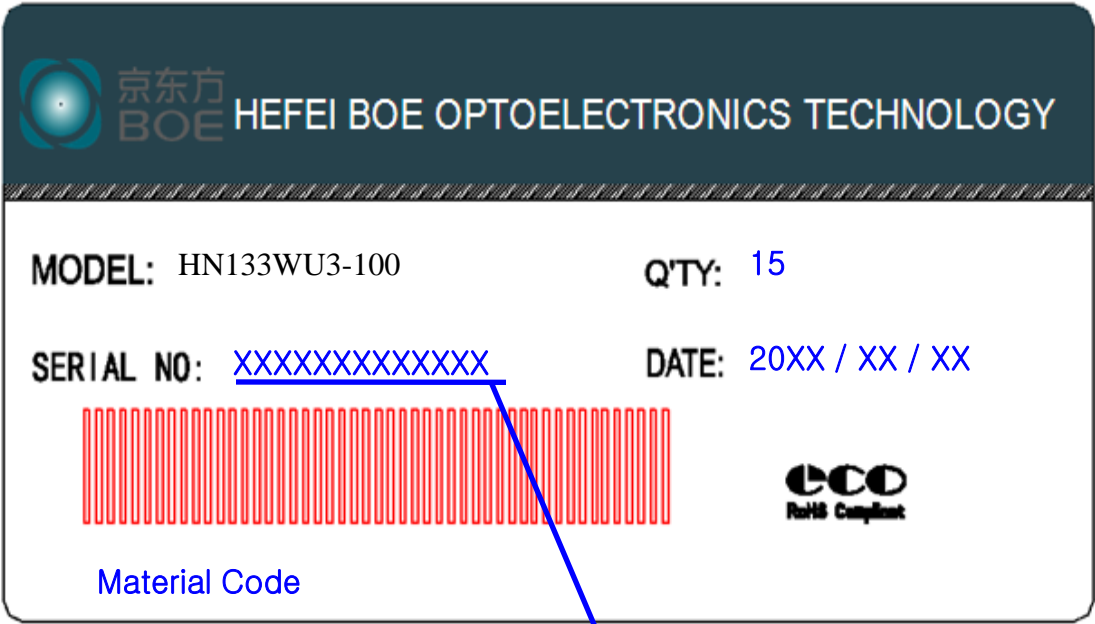 京东方
BOE
HEFEI BOE OPTOELECTRONICS TECHNOLOGY
MODEL: HN133WU3-100
Q'TY: 15
SERIAL NO: XXXXXXXXXXXXX
DATE: 20XX / XX / XX
eco
RoHS Compliant
Material Code